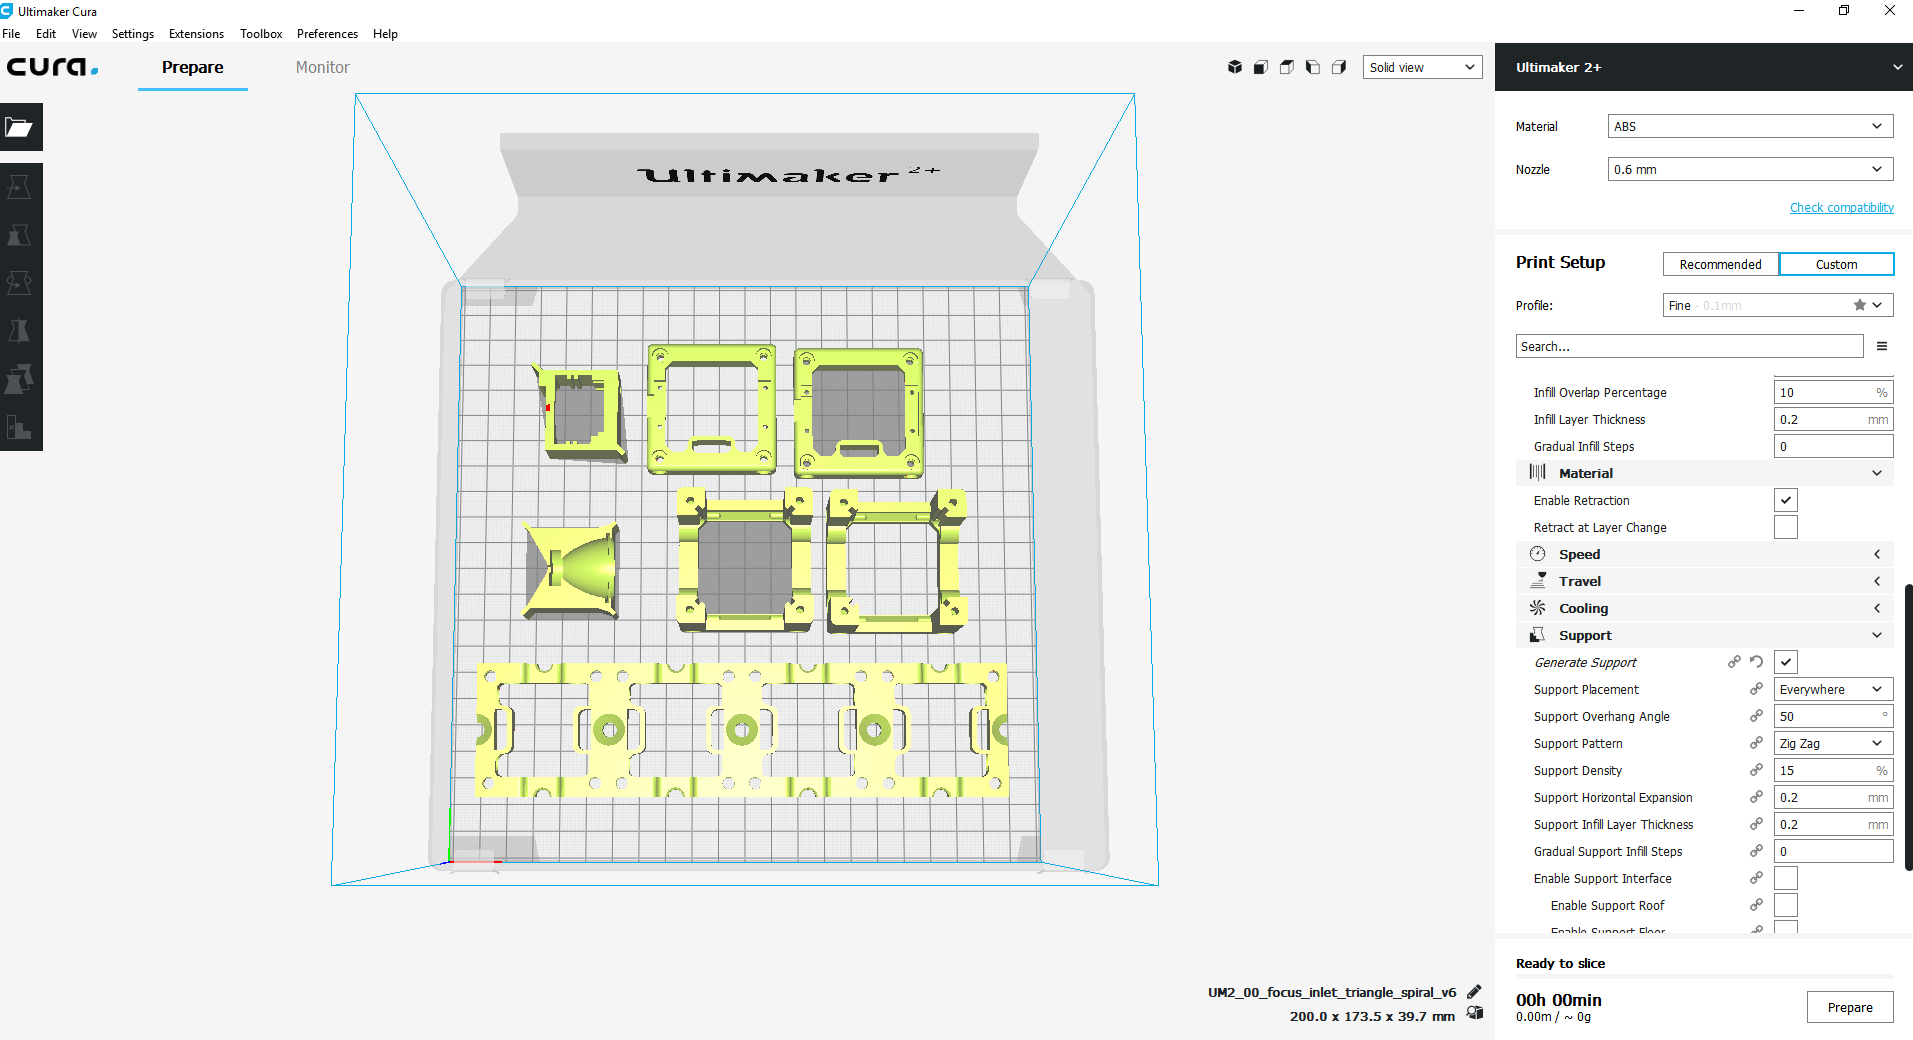 Ultimaker Cura
File Edit View Settings Extensions Toolbox Preferences Help
cura.
Prepare Monitor
Solid view
Ultimaker 2+
Ultimaker 2+
Material ABS
Nozzle 0.6 mm
Check compatibility
Print Setup Recommended Custom
Profile: Fine - 0.1mm
Search...
Infill Overlap Percentage 10 %
Infill Layer Thickness 0.2 mm
Gradual Infill Steps 0
Material
Enable Retraction
Retract at Layer Change
Speed
Travel
Cooling
Support
Generate Support
Support Placement Everywhere
Support Overhang Angle 50 °
Support Pattern Zig Zag
Support Density 15 %
Support Horizontal Expansion 0.2 mm
Support Infill Layer Thickness 0.2 mm
Gradual Support Infill Steps 0
Enable Support Interface
Enable Support Roof
Enable Support Floor
UM2_00_focus_inlet_triangle_spiral_v6
200.0 x 173.5 x 39.7 mm
Ready to slice
00h 00min
0.00m / ~ 0g
Prepare